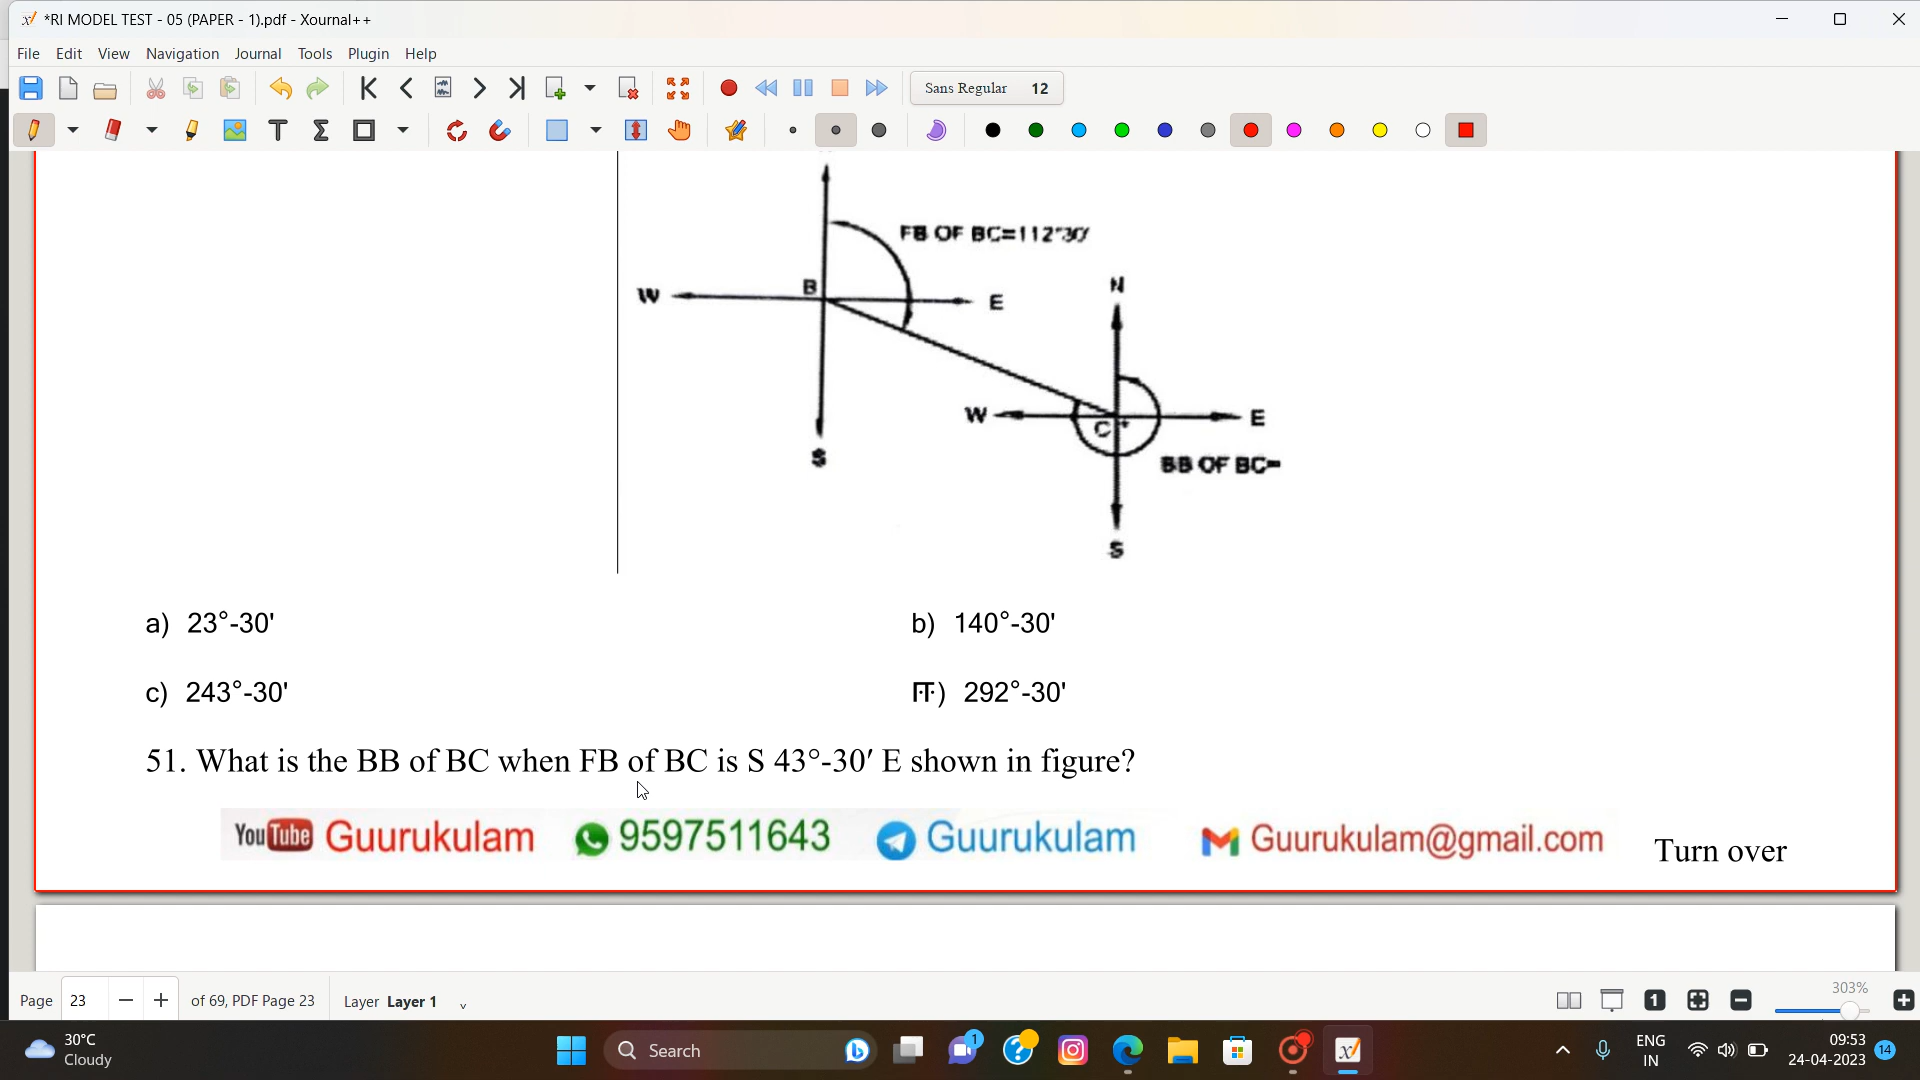 *RI MODEL TEST - 05 (PAPER - 1).pdf - Xournal++
File Edit View Navigation Journal Tools Plugin Help
Sans Regular 12
FB OF BC=112°30'
B
W
E
S
N
W
E
C
BB OF BC=
S
a) 23°-30'
b) 140°-30'
c) 243°-30'
292°-30'
51. What is the BB of BC when FB of BC is S 43°-30′ E shown in figure?
YouTube Guurukulam 9597511643 Guurukulam Guurukulam@gmail.com
Turn over
Page 23 of 69, PDF Page 23 Layer Layer 1
303%
30°C
Cloudy
Search
1
ENG
IN
09:53
24-04-2023
14